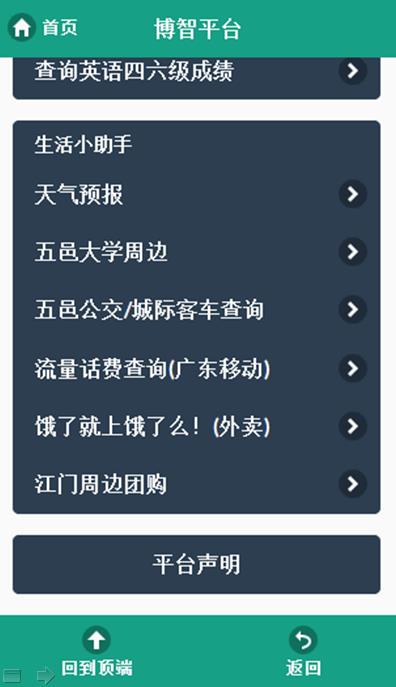 首页
博智平台
查询英语四六级成绩
生活小助手
天气预报
五邑大学周边
五邑公交/城际客车查询
流量话费查询(广东移动)
饿了就上饿了么！(外卖)
江门周边团购
平台声明
回到顶端
返回